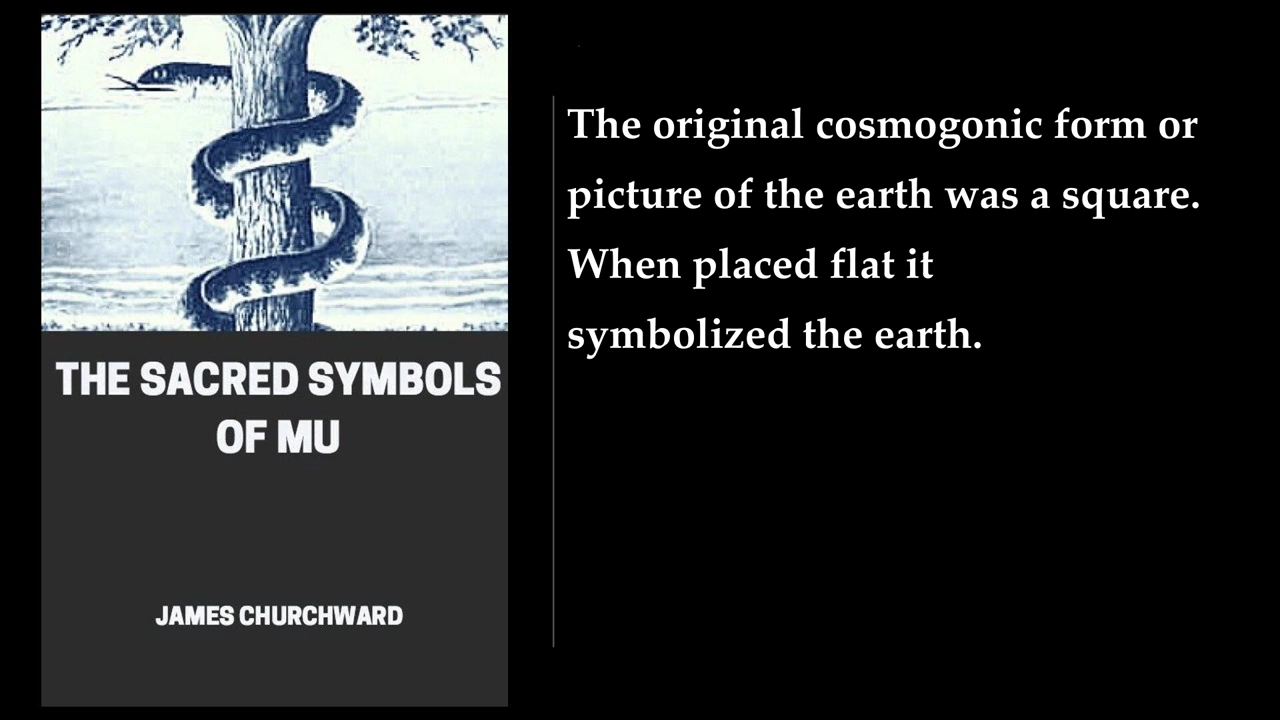 THE SACRED SYMBOLS
OF MU
JAMES CHURCHWARD
The original cosmogonic form or
picture of the earth was a square.
When placed flat it
symbolized the earth.